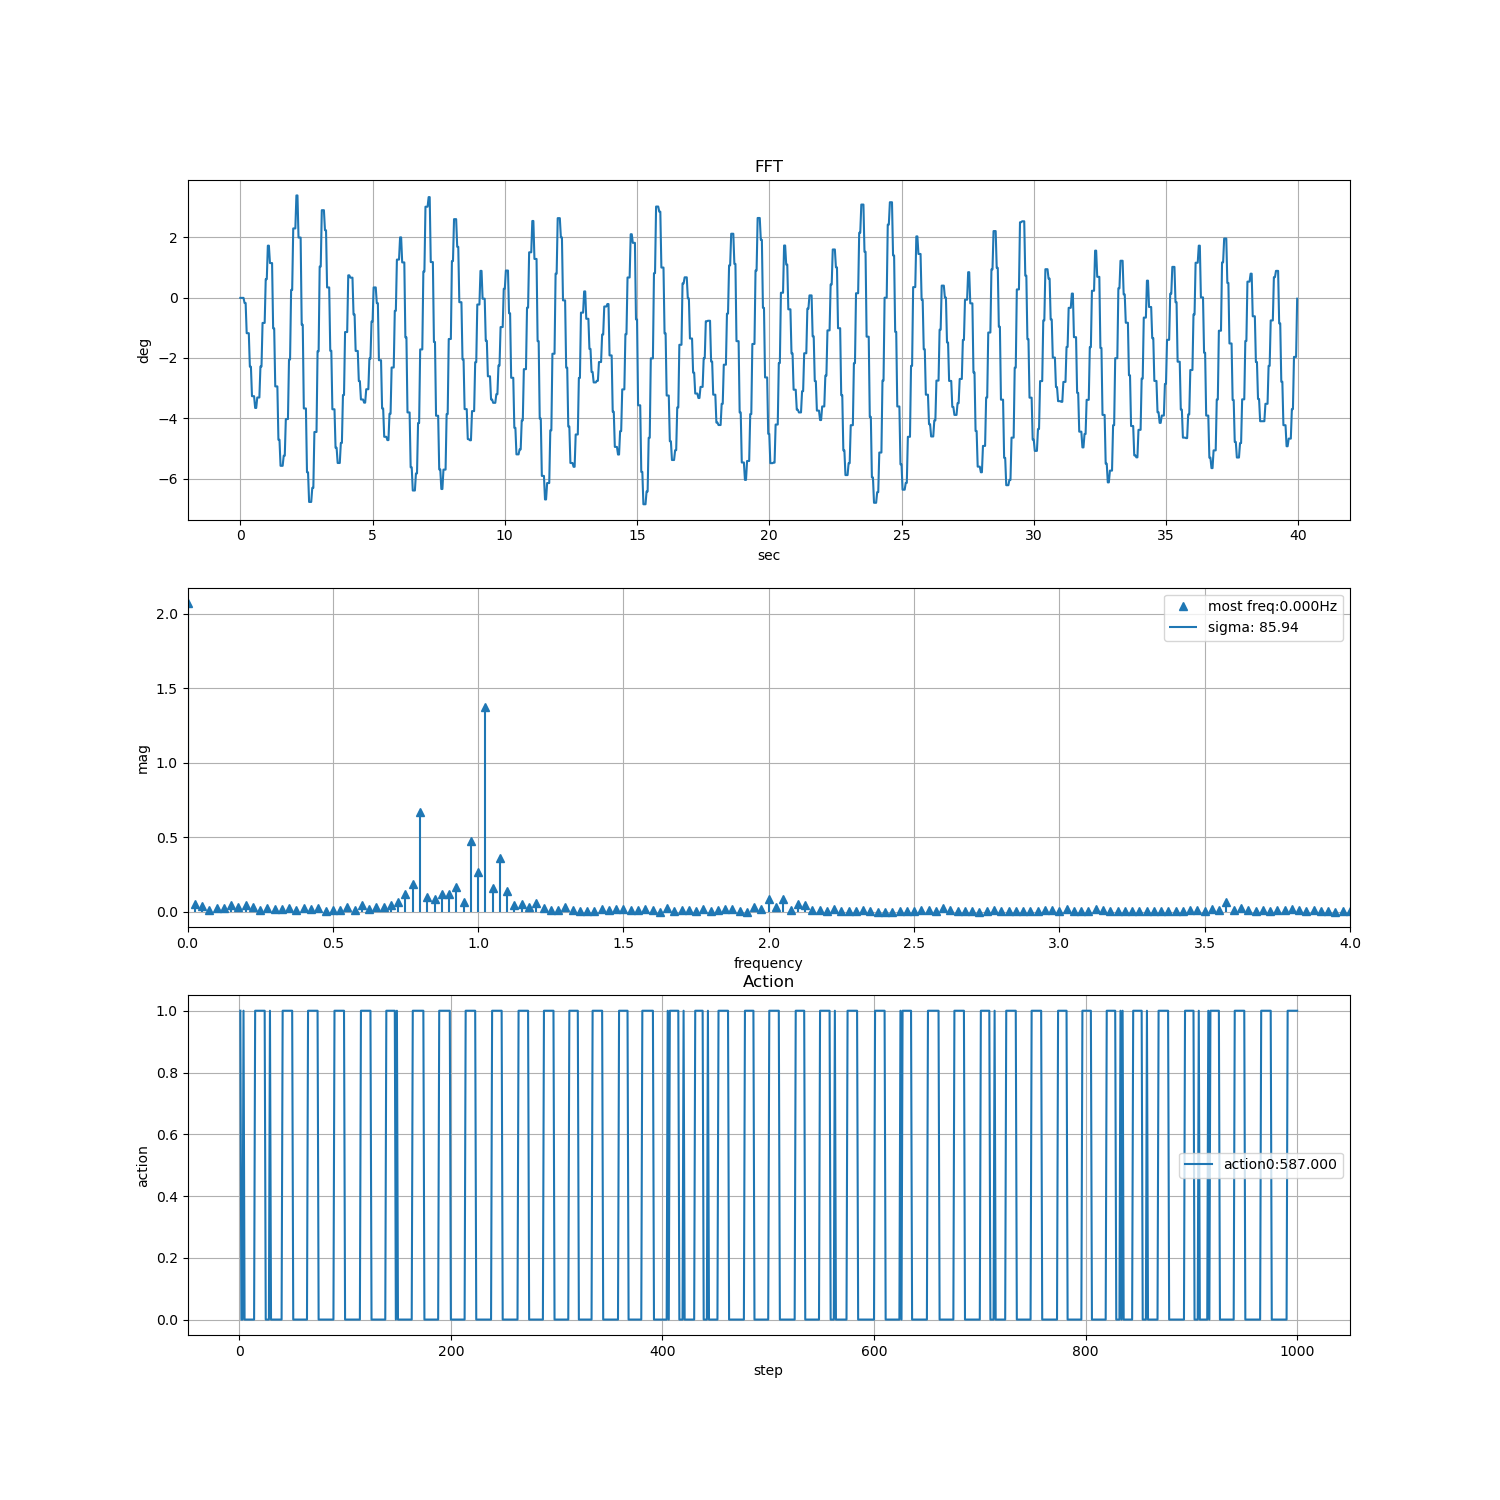 FFT
2
0
−2
−4
−6
deg
0 5 10 15 20 25 30 35 40
sec
most freq:0.000Hz
sigma: 85.94
2.0
1.5
1.0
0.5
0.0
mag
0.0 0.5 1.0 1.5 2.0 2.5 3.0 3.5 4.0
frequency
Action
1.0
0.8
0.6
0.4
0.2
0.0
action
action0:587.000
0 200 400 600 800 1000
step